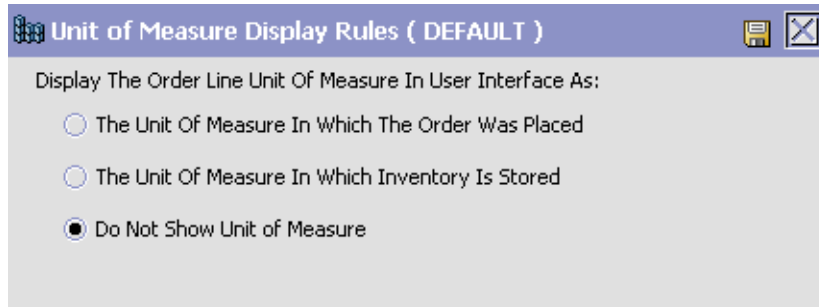 Unit of Measure Display Rules ( DEFAULT )
Display The Order Line Unit Of Measure In User Interface As:
The Unit Of Measure In Which The Order Was Placed
The Unit Of Measure In Which Inventory Is Stored
Do Not Show Unit of Measure